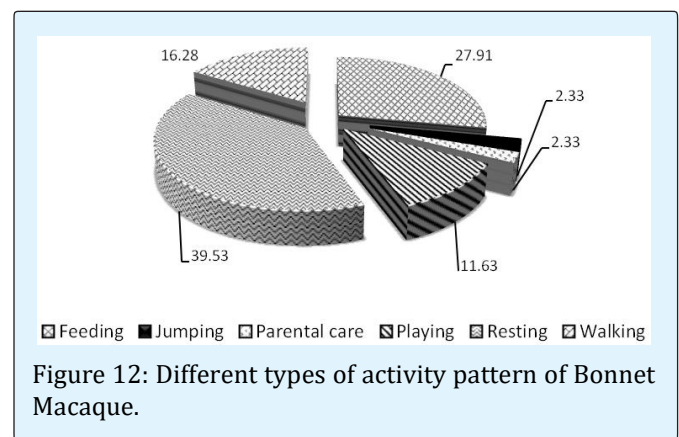 16.28
27.91
2.33
2.33
39.53
11.63
Feeding Jumping Parental care Playing Resting Walking
Figure 12: Different types of activity pattern of Bonnet
Macaque.